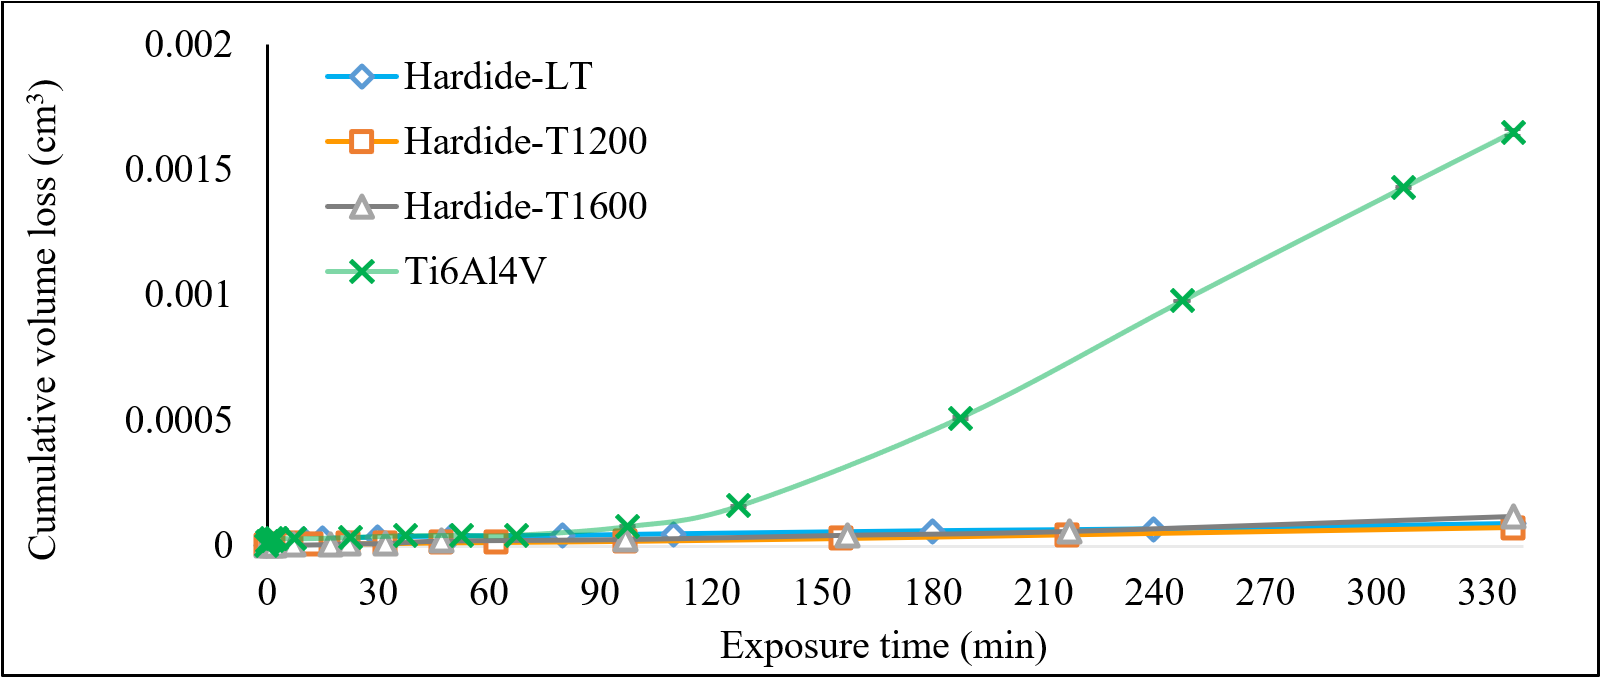 Cumulative volume loss (cm³)
0.002
0.0015
0.001
0.0005
0
Hardide-LT
Hardide-T1200
Hardide-T1600
Ti6Al4V
0 30 60 90 120 150 180 210 240 270 300 330
Exposure time (min)